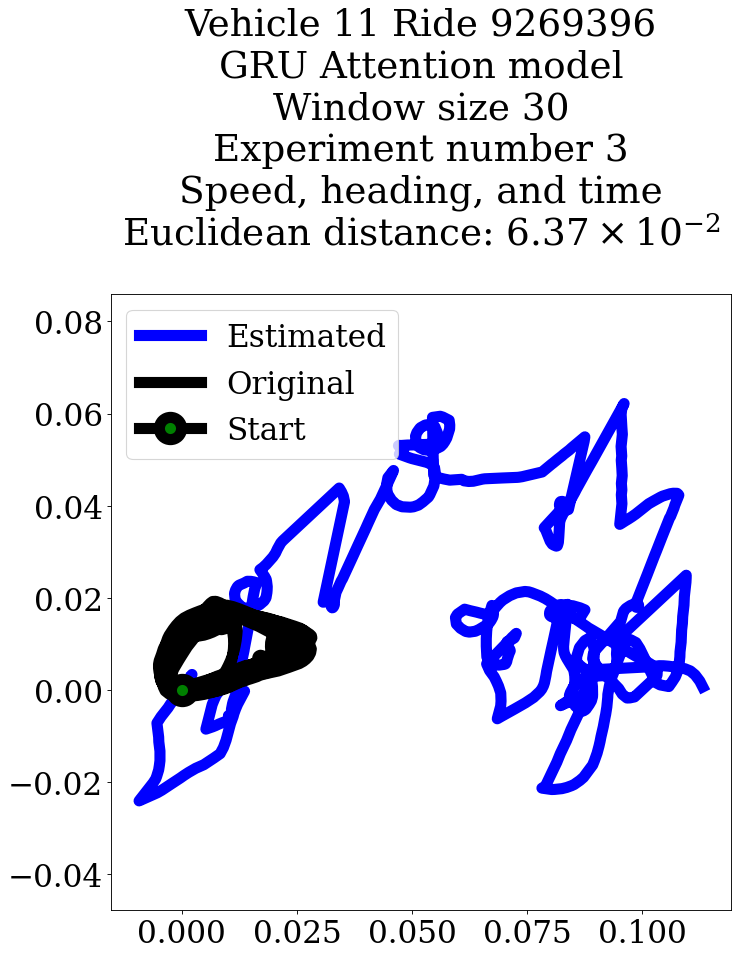 Vehicle 11 Ride 9269396
GRU Attention model
Window size 30
Experiment number 3
Speed, heading, and time
Euclidean distance: 6.37 × 10⁻²
Estimated
Original
Start
0.08
0.06
0.04
0.02
0.00
−0.02
−0.04
0.000 0.025 0.050 0.075 0.100